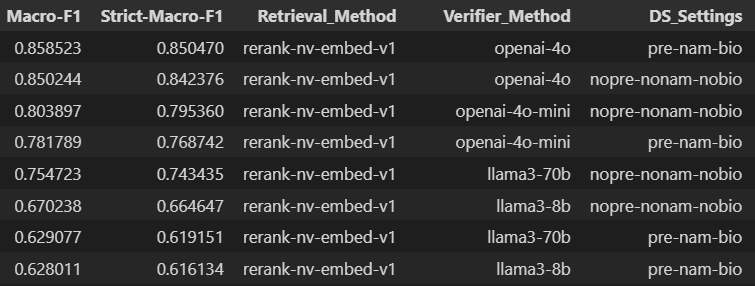 Macro-F1 Strict-Macro-F1 Retrieval_Method Verifier_Method DS_Settings
0.858523 0.850470 rerank-nv-embed-v1 openai-4o pre-nam-bio
0.850244 0.842376 rerank-nv-embed-v1 openai-4o nopre-nonam-nobio
0.803897 0.795360 rerank-nv-embed-v1 openai-4o-mini nopre-nonam-nobio
0.781789 0.768742 rerank-nv-embed-v1 openai-4o-mini pre-nam-bio
0.754723 0.743435 rerank-nv-embed-v1 llama3-70b nopre-nonam-nobio
0.670238 0.664647 rerank-nv-embed-v1 llama3-8b nopre-nonam-nobio
0.629077 0.619151 rerank-nv-embed-v1 llama3-70b pre-nam-bio
0.628011 0.616134 rerank-nv-embed-v1 llama3-8b pre-nam-bio